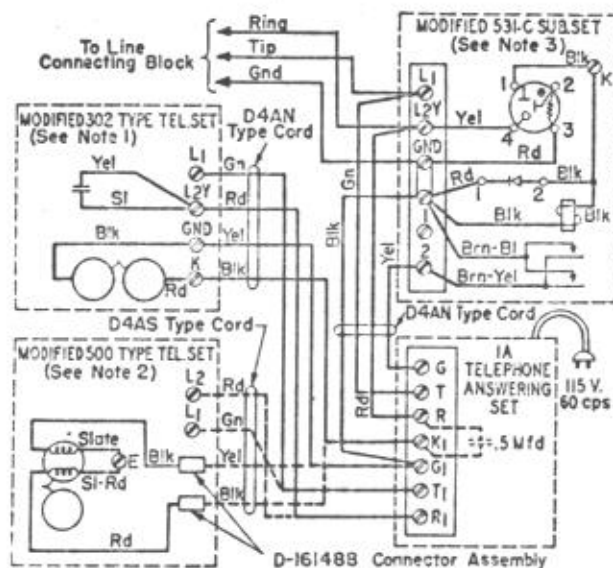 Ring
Tip
Gnd
To Line
Connecting Block
MODIFIED 531-C SUBSET
(See Note 3)
Blk
K
1
2
L1
L2Y
Yel
4
3
GND
Rd
Rd
1
2
Blk
Blk
Blk
1
Brn-Bl
2
Brn-Yel
MODIFIED 302 TYPE TEL. SET
(See Note 1)
D4AN
Type Cord
Yel
Sl
L1
Gn
L2Y
Rd
Blk
GND
Yel
K
Blk
Rd
Gn
Blk
Yel
Rd
D4AS Type Cord
D4AN
Type Cord
MODIFIED 500 TYPE TEL. SET
(See Note 2)
L2
Rd
L1
Gn
Slate
E
Blk
Yel
Sl-Rd
Blk
Rd
D-16148B Connector Assembly
1A
TELEPHONE
ANSWERING
SET
115 V.
60 cps
G
T
R
K1
.5 Mfd
G1
T1
R1